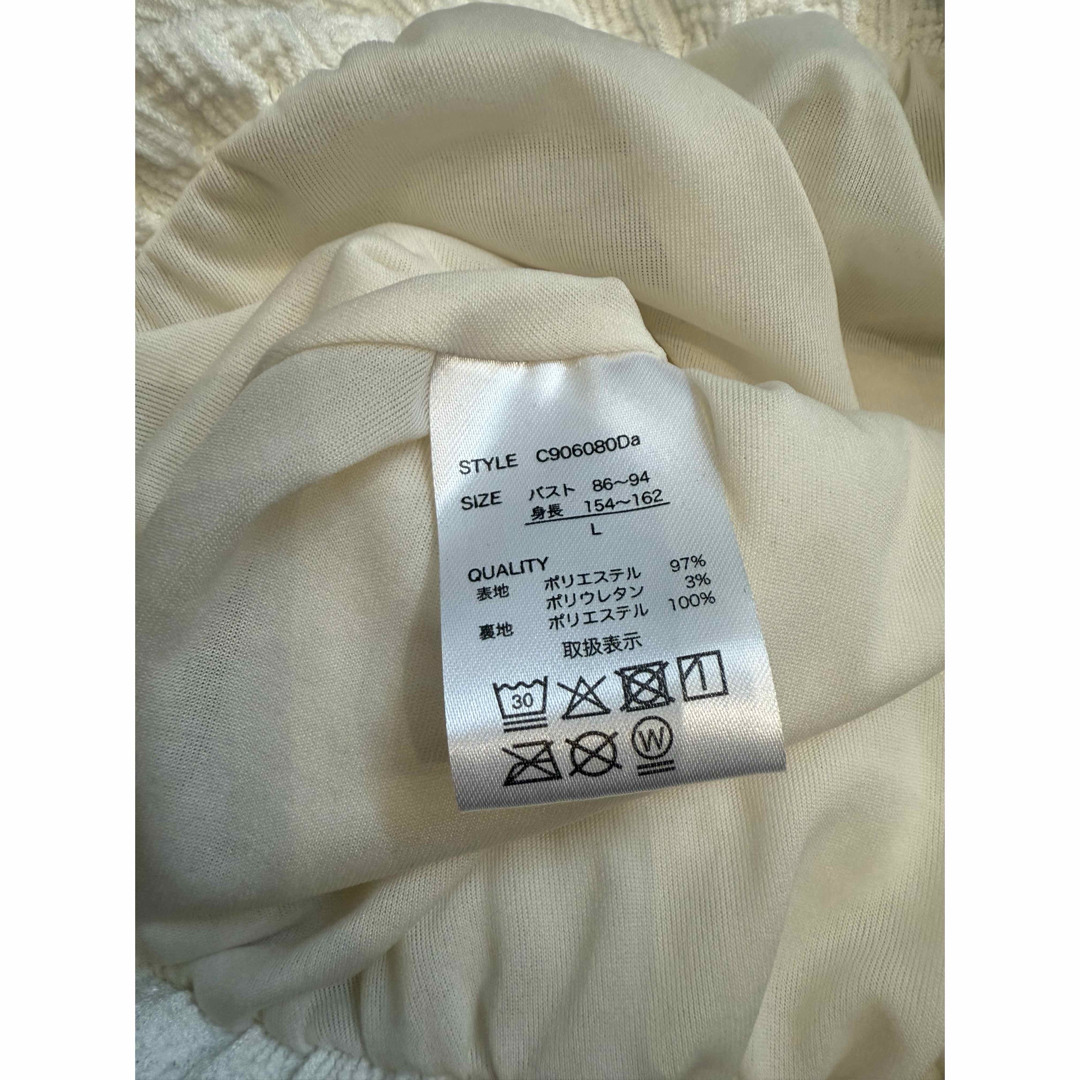 STYLE C906080Da
SIZE バスト 86～94
身長 154～162
L
QUALITY
表地 ポリエステル 97%
ポリウレタン 3%
裏地 ポリエステル 100%
取扱表示
30
W